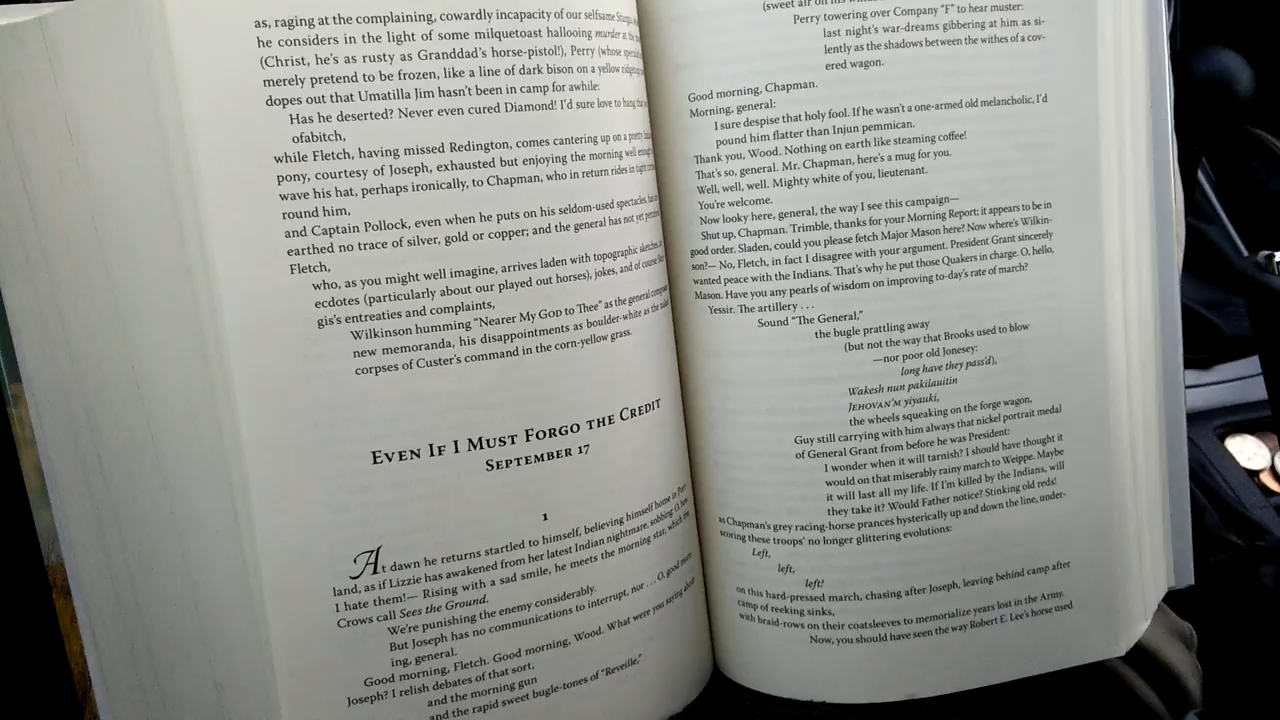 as, raging at the complaining, cowardly incapacity of our selfsame
he considers in the light of some milquetoast hallooing murder at the
(Christ, he's as rusty as Granddad's horse-pistol!), Perry (whose
merely pretend to be frozen, like a line of dark bison on a yellow
dopes out that Umatilla Jim hasn't been in camp for awhile:
Has he deserted? Never even cured Diamond! I'd sure love to hang
ofabitch,
while Fletch, having missed Redington, comes cantering up on a pretty
pony, courtesy of Joseph, exhausted but enjoying the morning well
wave his hat, perhaps ironically, to Chapman, who in return rides in tight
round him,
and Captain Pollock, even when he puts on his seldom-used spectacles,
earthed no trace of silver, gold or copper; and the general has not yet
Fletch,
who, as you might well imagine, arrives laden with topographic sketches,
ecdotes (particularly about our played out horses), jokes, and of course
gis's entreaties and complaints,
Wilkinson humming "Nearer My God to Thee" as the general
new memoranda, his disappointments as boulder-white as the
corpses of Custer's command in the corn-yellow grass.
Even If I Must Forgo the Credit
September 17
1
At dawn he returns startled to himself, believing himself home in
land, as if Lizzie has awakened from her latest Indian nightmare, sobbing: O, how
I hate them!— Rising with a sad smile, he meets the morning star, which the
Crows call Sees the Ground.
We're punishing the enemy considerably.
But Joseph has no communications to interrupt, nor . . . O, good
ing, general.
Good morning, Fletch. Good morning, Wood. What were you saying about
Joseph? I relish debates of that sort,
and the morning gun
and the rapid sweet bugle-tones of "Reveille,"
(sweet air on his
Perry towering over Company "F" to hear muster:
last night's war-dreams gibbering at him as si-
lently as the shadows between the withes of a cov-
ered wagon.
Good morning, Chapman.
Morning, general:
I sure despise that holy fool. If he wasn't a one-armed old melancholic, I'd
pound him flatter than Injun pemmican.
Thank you, Wood. Nothing on earth like steaming coffee!
That's so, general. Mr. Chapman, here's a mug for you.
Well, well, well. Mighty white of you, lieutenant.
You're welcome.
Now looky here, general, the way I see this campaign—
Shut up, Chapman. Trimble, thanks for your Morning Report; it appears to be in
good order. Sladen, could you please fetch Major Mason here? Now where's Wilkin-
son?— No, Fletch, in fact I disagree with your argument. President Grant sincerely
wanted peace with the Indians. That's why he put those Quakers in charge. O, hello,
Mason. Have you any pearls of wisdom on improving to-day's rate of march?
Yessir. The artillery . . .
Sound "The General,"
the bugle prattling away
(but not the way that Brooks used to blow
—nor poor old Jonesey:
long have they pass'd),
Wakesh nun pakilauitin
Jehovan'm yiyauki,
the wheels squeaking on the forge wagon,
Guy still carrying with him always that nickel portrait medal
of General Grant from before he was President:
I wonder when it will tarnish? I should have thought it
would on that miserably rainy march to Weippe. Maybe
it will last all my life. If I'm killed by the Indians, will
they take it? Would Father notice? Stinking old reds!
as Chapman's grey racing-horse prances hysterically up and down the line, under-
scoring these troops' no longer glittering evolutions:
Left,
left,
left!
on this hard-pressed march, chasing after Joseph, leaving behind camp after
camp of reeking sinks,
with braid-rows on their coatsleeves to memorialize years lost in the Army.
Now, you should have seen the way Robert E. Lee's horse used